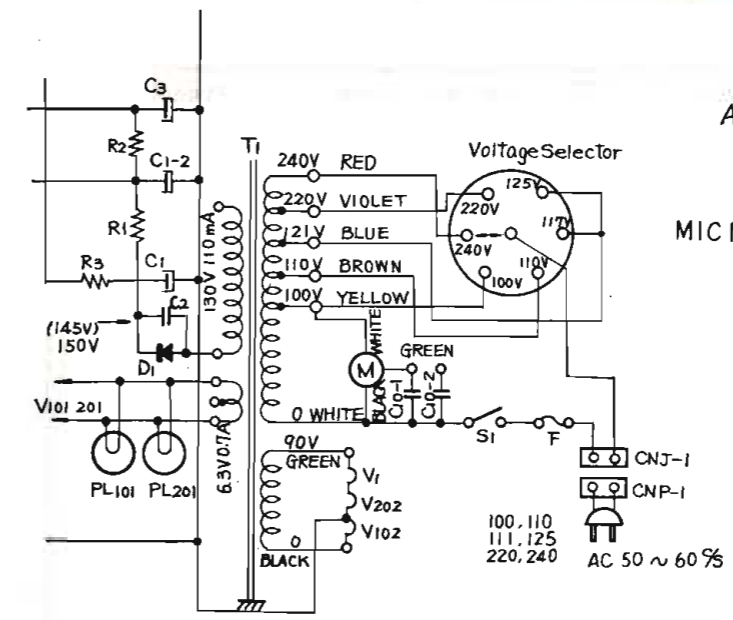 C3
R2
C1-2
R1
R3
C1
C2
(145V)
150V
D1
130V 110mA
T1
240V RED
220V VIOLET
121V BLUE
110V BROWN
100V YELLOW
Voltage Selector
125V
220V
117V
240V
100V
110V
A
MIC
WHITE
M
GREEN
BLACK
C10-1
C10-2
0 WHITE
S1
F
CNJ-1
CNP-1
V101 201
6.3V 0.7A
PL101 PL201
90V
GREEN
V1
V202
V102
0
BLACK
100, 110
111, 125
220, 240
AC 50 ~ 60 c/s